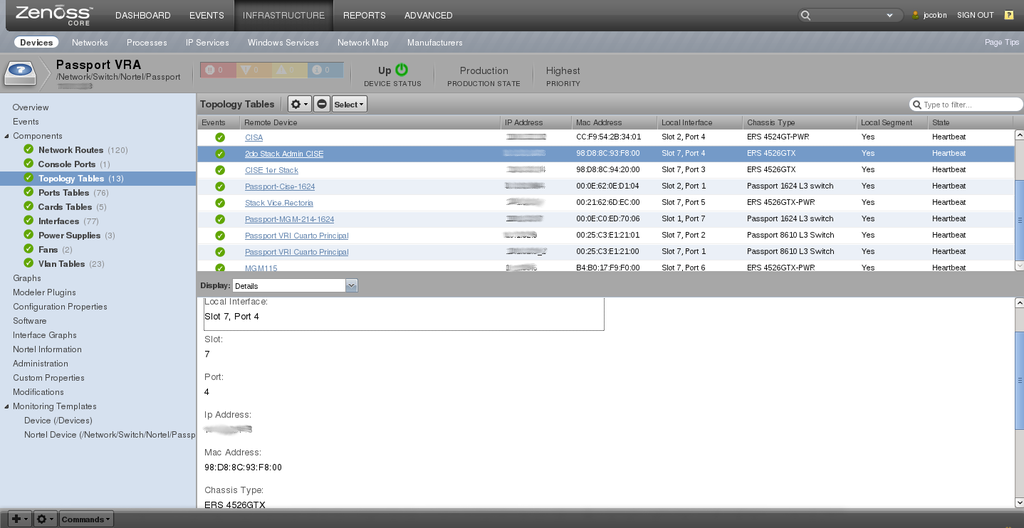 Zenoss CORE
DASHBOARD EVENTS INFRASTRUCTURE REPORTS ADVANCED
jocolon SIGN OUT ?
Devices Networks Processes IP Services Windows Services Network Map Manufacturers Page Tips
Passport VRA
/Network/Switch/Nortel/Passport
0 0 0 0
Up
DEVICE STATUS
Production
PRODUCTION STATE
Highest
PRIORITY
Overview
Events
Components
Network Routes (120)
Console Ports (1)
Topology Tables (13)
Ports Tables (76)
Cards Tables (5)
Interfaces (77)
Power Supplies (3)
Fans (2)
Vlan Tables (23)
Graphs
Modeler Plugins
Configuration Properties
Software
Interface Graphs
Nortel Information
Administration
Custom Properties
Modifications
Monitoring Templates
Device (/Devices)
Nortel Device (/Network/Switch/Nortel/Passp
Topology Tables Select Type to filter...
Events Remote Device IP Address Mac Address Local Interface Chassis Type Local Segment State
CISA CC:F9:54:2B:34:01 Slot 2, Port 4 ERS 4524GT-PWR Yes Heartbeat
2do Stack Admin CISE 98:D8:8C:93:F8:00 Slot 7, Port 4 ERS 4526GTX Yes Heartbeat
CISE 1er Stack 98:D8:8C:94:20:00 Slot 7, Port 3 ERS 4526GTX Yes Heartbeat
Passport-Cise-1624 00:0E:62:0E:D1:04 Slot 2, Port 1 Passport 1624 L3 switch Yes Heartbeat
Stack Vice Rectoria 00:21:62:6D:EC:00 Slot 7, Port 5 ERS 4526GTX-PWR Yes Heartbeat
Passport-MGM-214-1624 00:0E:C0:ED:70:06 Slot 1, Port 7 Passport 1624 L3 switch Yes Heartbeat
Passport VRI Cuarto Principal 00:25:C3:E1:21:01 Slot 7, Port 2 Passport 8610 L3 Switch Yes Heartbeat
Passport VRI Cuarto Principal 00:25:C3:E1:21:00 Slot 7, Port 1 Passport 8610 L3 Switch Yes Heartbeat
MGM115 B4:B0:17:F9:F0:00 Slot 7, Port 6 ERS 4526GTX-PWR Yes Heartbeat
Display: Details
Local Interface:
Slot 7, Port 4
Slot:
7
Port:
4
Ip Address:
Mac Address:
98:D8:8C:93:F8:00
Chassis Type:
ERS 4526GTX
Commands